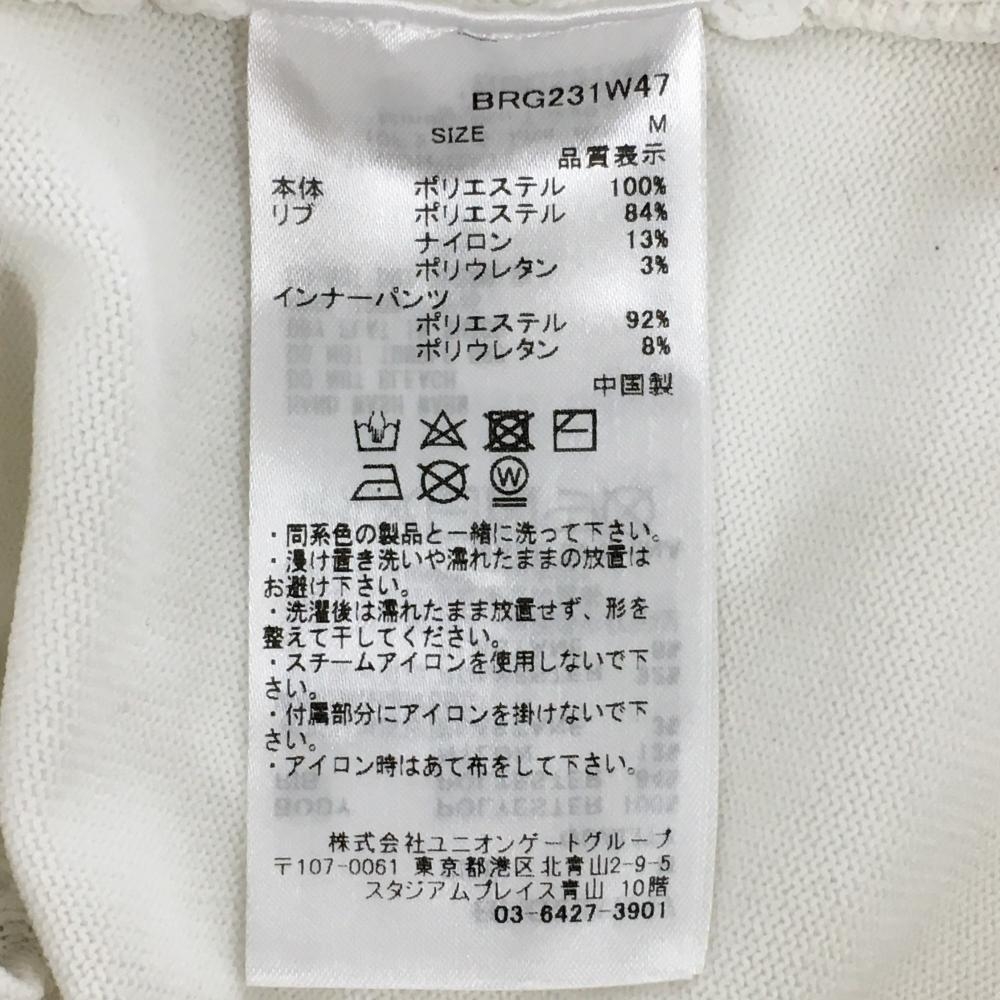 BRG231W47
SIZE M
品質表示
本体 ポリエステル 100%
リブ ポリエステル 84%
ナイロン 13%
ポリウレタン 3%
インナーパンツ
ポリエステル 92%
ポリウレタン 8%
中国製
W
・同系色の製品と一緒に洗って下さい。
・浸け置き洗いや濡れたままの放置は
お避け下さい。
・洗濯後は濡れたまま放置せず、形を
整えて干してください。
・スチームアイロンを使用しないで下
さい。
・付属部分にアイロンを掛けないで下
さい。
・アイロン時はあて布をして下さい。
株式会社ユニオンゲートグループ
〒107-0061 東京都港区北青山2-9-5
スタジアムプレイス青山 10階
03-6427-3901